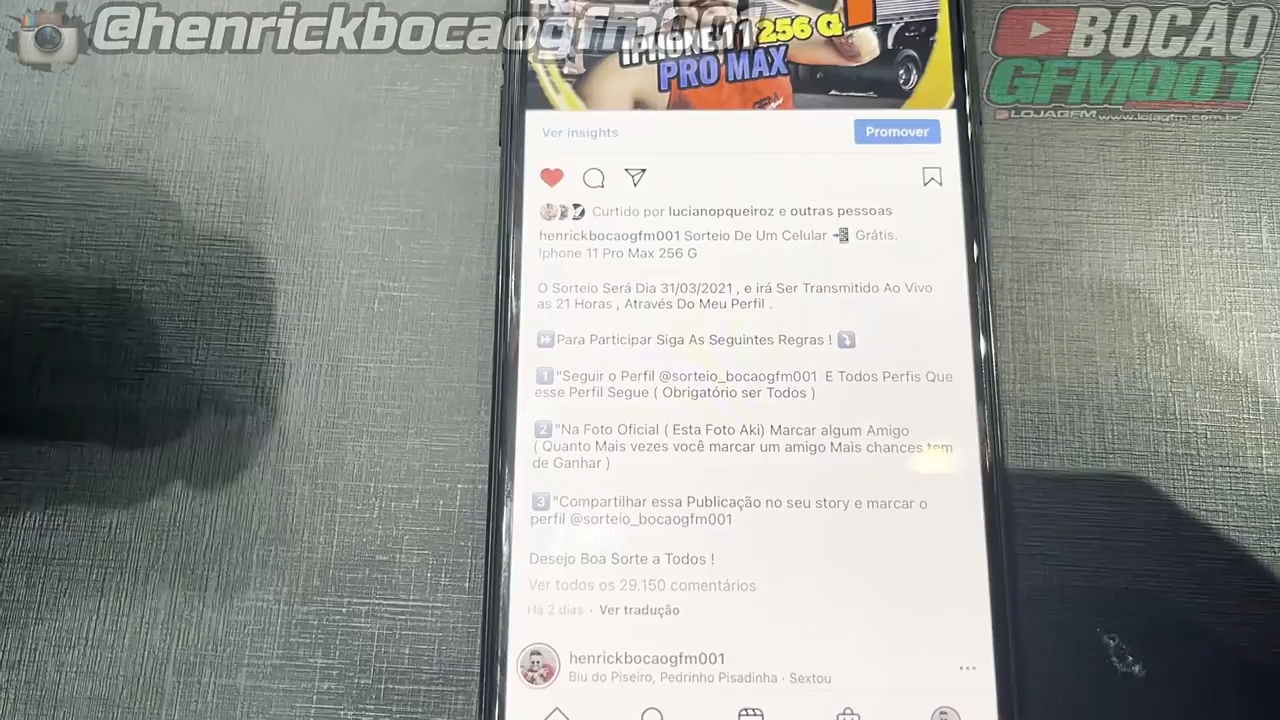 @henrickbocaogfm001
BOCÃO
GFM001
LOJAGFM www.lojagfm.com.br
IPHONE 11 256 G
PRO MAX
Ver insights
Promover
Curtido por lucianopqueiroz e outras pessoas
henrickbocaogfm001 Sorteio De Um Celular 📲 Grátis.
Iphone 11 Pro Max 256 G
O Sorteio Será Dia 31/03/2021 , e irá Ser Transmitido Ao Vivo
as 21 Horas , Através Do Meu Perfil .
⏩Para Participar Siga As Seguintes Regras ! ⤵
1️⃣"Seguir o Perfil @sorteio_bocaogfm001 E Todos Perfis Que
esse Perfil Segue ( Obrigatório ser Todos )
2️⃣"Na Foto Oficial ( Esta Foto Aki) Marcar algum Amigo
( Quanto Mais vezes você marcar um amigo Mais chances tem
de Ganhar )
3️⃣"Compartilhar essa Publicação no seu story e marcar o
perfil @sorteio_bocaogfm001
Desejo Boa Sorte a Todos !
Ver todos os 29.150 comentários
Há 2 dias · Ver tradução
henrickbocaogfm001
Biu do Piseiro, Pedrinho Pisadinha · Sextou